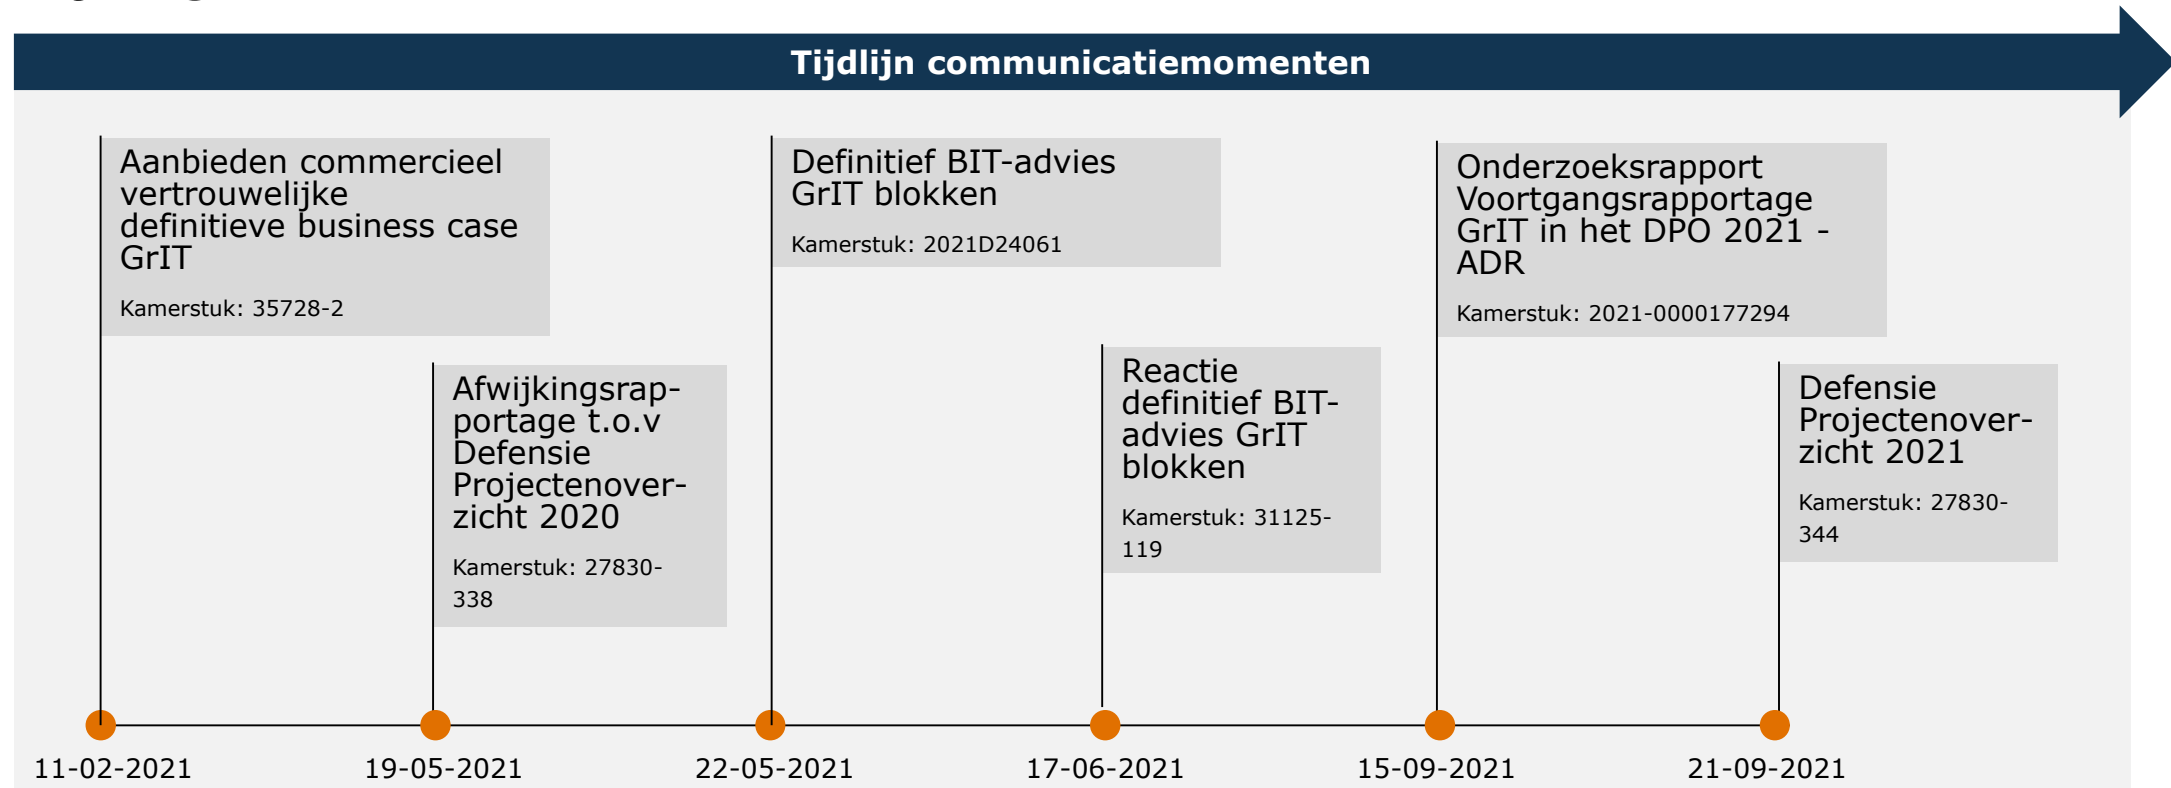 Tijdlijn communicatiemomenten
Aanbieden commercieel
vertrouwelijke
definitieve business case
GrIT
Kamerstuk: 35728-2
Afwijkingsrap-
portage t.o.v
Defensie
Projectenover-
zicht 2020
Kamerstuk: 27830-
338
Definitief BIT-advies
GrIT blokken
Kamerstuk: 2021D24061
Reactie
definitief BIT-
advies GrIT
blokken
Kamerstuk: 31125-
119
Onderzoeksrapport
Voortgangsrapportage
GrIT in het DPO 2021 -
ADR
Kamerstuk: 2021-0000177294
Defensie
Projectenover-
zicht 2021
Kamerstuk: 27830-
344
11-02-2021
19-05-2021
22-05-2021
17-06-2021
15-09-2021
21-09-2021